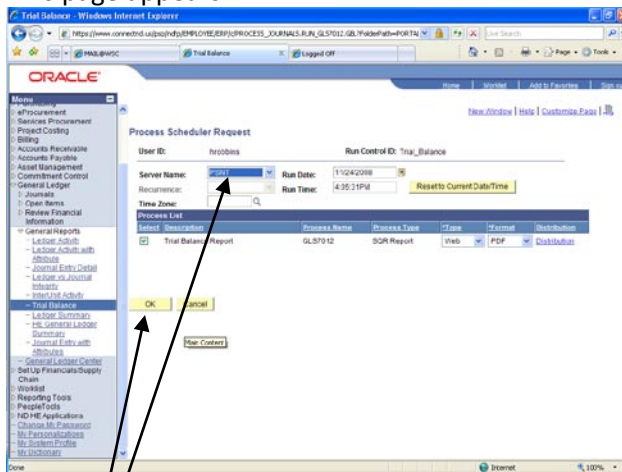 Trial Balance - Windows Internet Explorer
MAIL@WSC
Trial Balance
Logged Off
Live Search
Page
Tools
ORACLE
Home
Worklist
Add to Favorites
Sign out
Menu
New Window | Help | Customize Page
eProcurement
Services Procurement
Project Costing
Billing
Accounts Receivable
Accounts Payable
Asset Management
Commitment Control
General Ledger
Journals
Open Items
Review Financial
Information
General Reports
Ledger Activity
Ledger Activity with
Attribute
Journal Entry Detail
Ledger vs Journal
Integrity
InterUnit Activity
Trial Balance
Ledger Summary
HE General Ledger
Summary
Journal Entry with
Attributes
General Ledger Center
Set Up Financials/Supply
Chain
Worklist
Reporting Tools
PeopleTools
ND HE Applications
Change My Password
My Personalizations
My System Profile
My Dictionary
Process Scheduler Request
User ID: hrobbins Run Control ID: Trial_Balance
Server Name: PSNT Run Date: 11/24/2008
Recurrence: Run Time: 4:35:31PM Reset to Current Date/Time
Time Zone:
Process List
Select Description Process Name Process Type *Type *Format Distribution
Trial Balance Report GLS7012 SQR Report Web PDF Distribution
OK Cancel
Main Content
Done Internet 100%